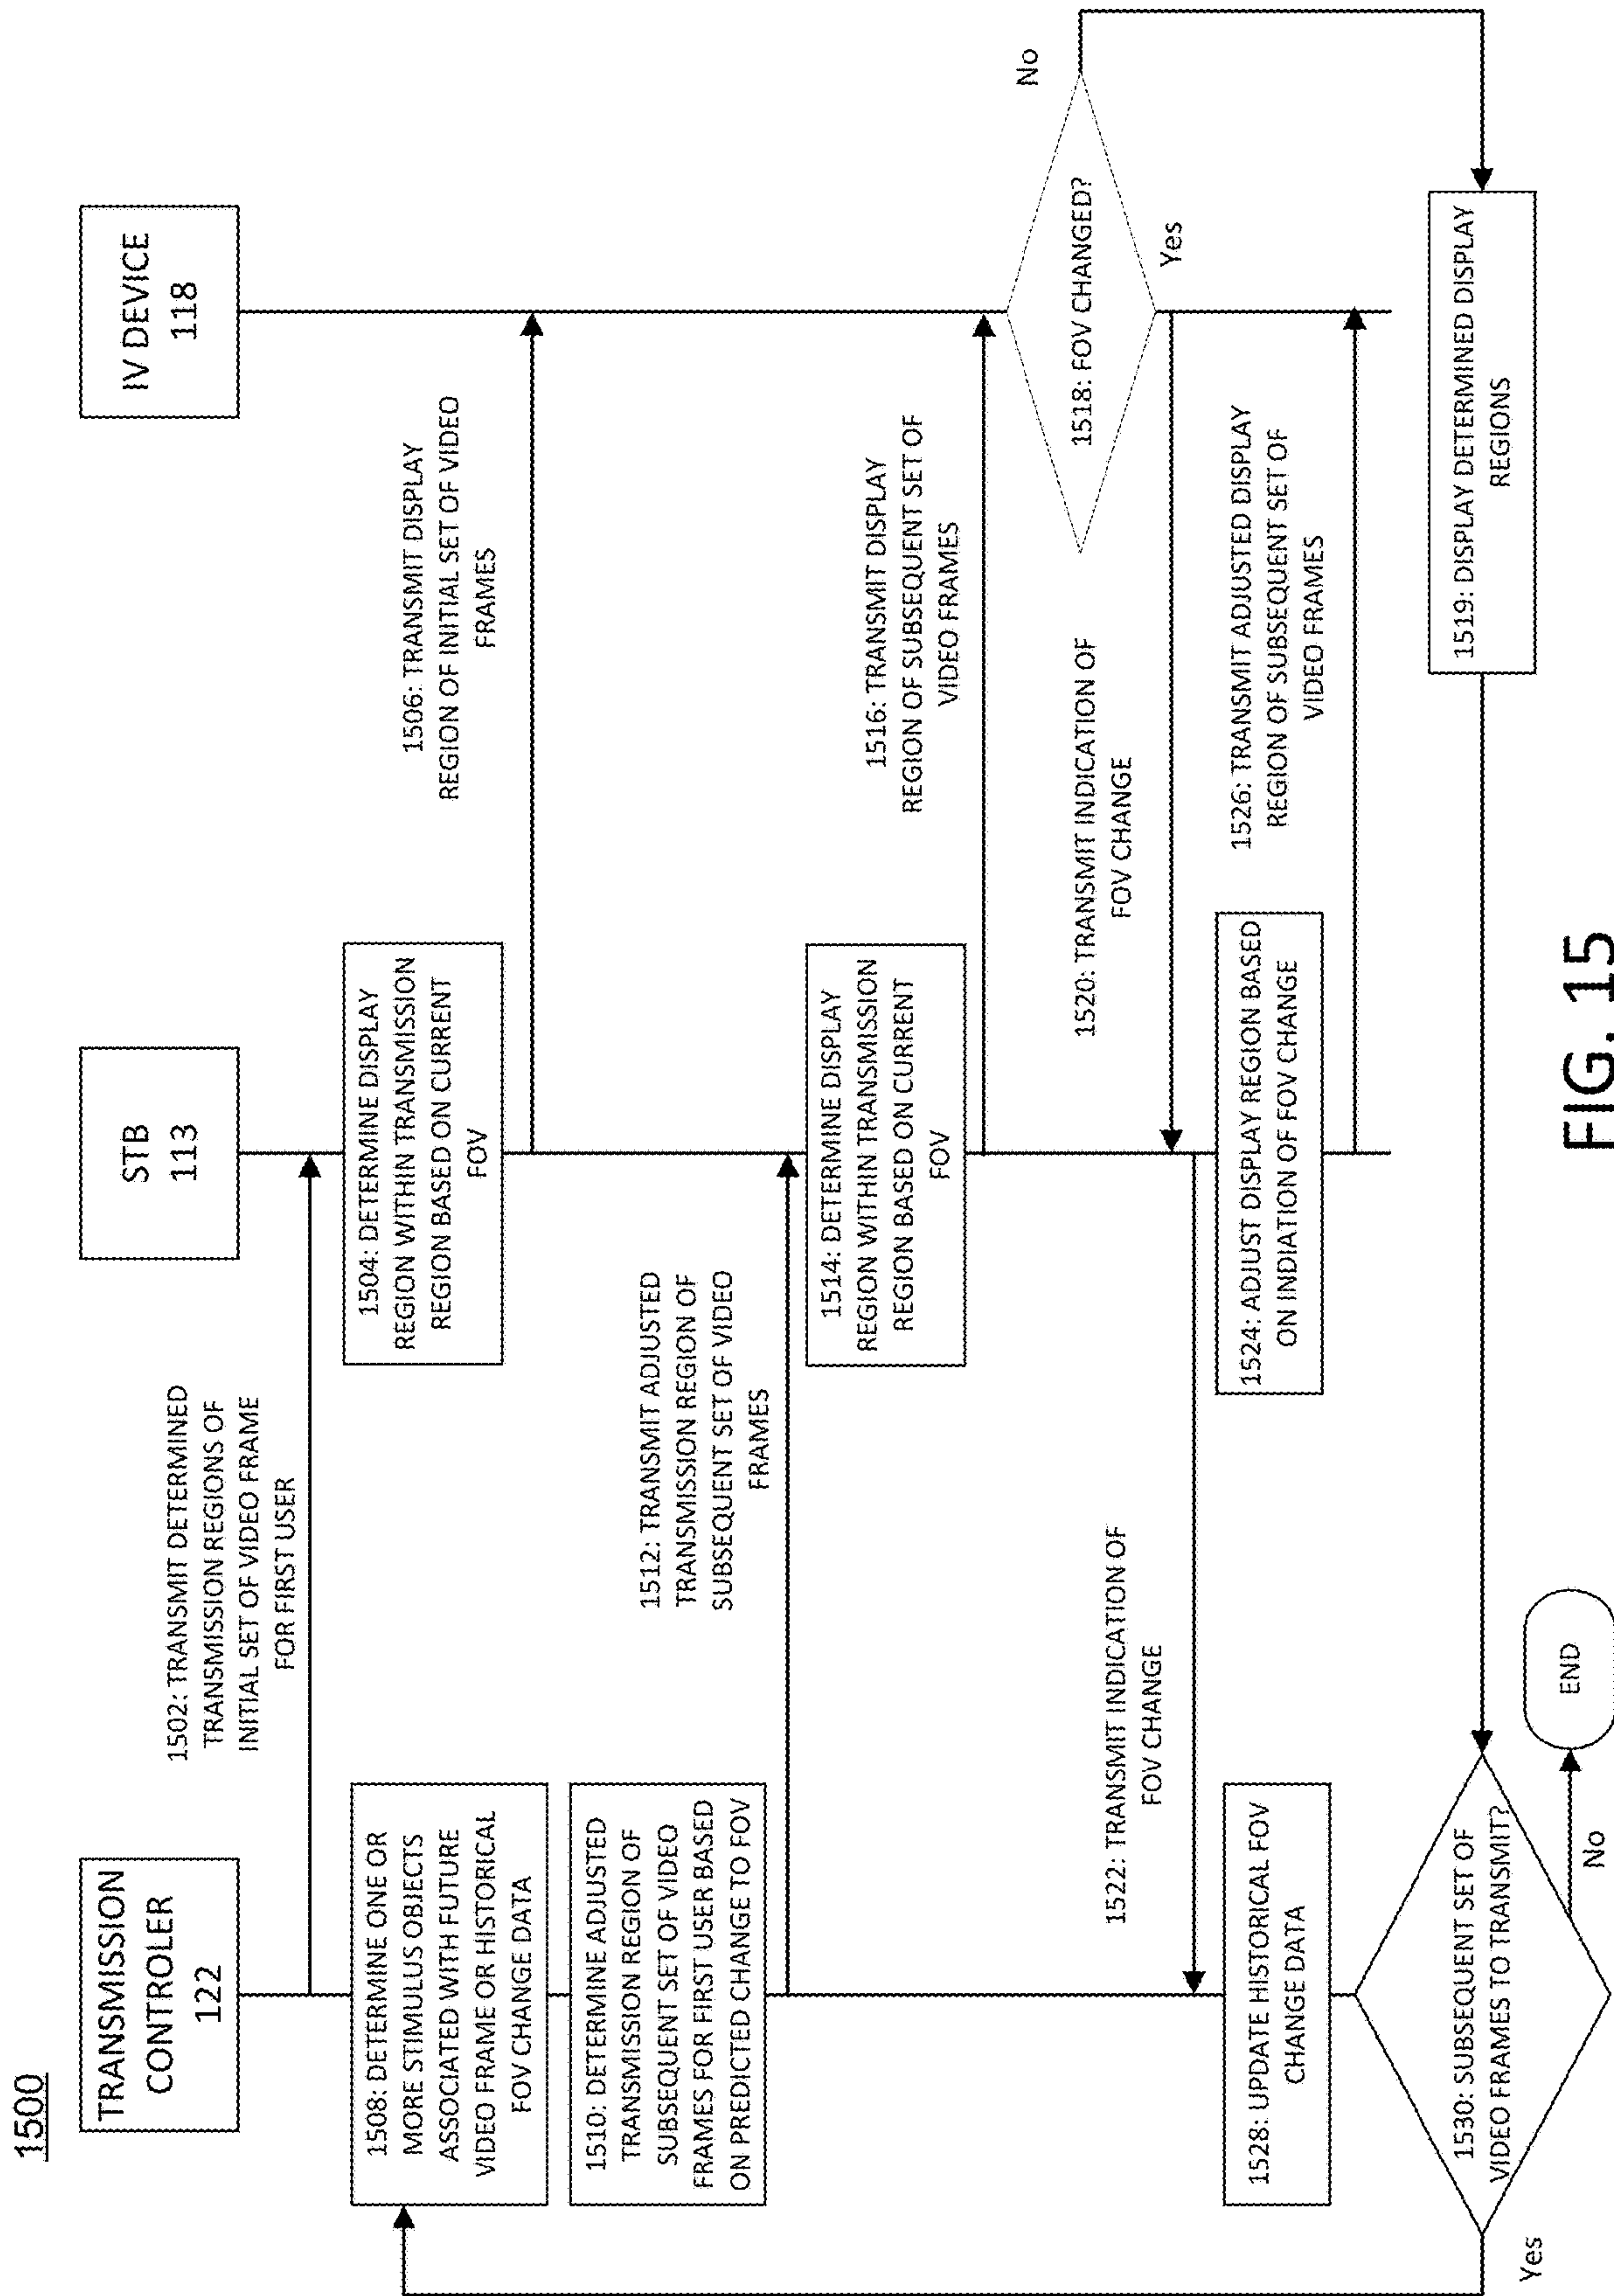 1500
TRANSMISSION
CONTROLER
122
STB
113
IV DEVICE
118
1502: TRANSMIT DETERMINED
TRANSMISSION REGIONS OF
INITIAL SET OF VIDEO FRAME
FOR FIRST USER
1504: DETERMINE DISPLAY
REGION WITHIN TRANSMISSION
REGION BASED ON CURRENT
FOV
1506: TRANSMIT DISPLAY
REGION OF INITIAL SET OF VIDEO
FRAMES
1508: DETERMINE ONE OR
MORE STIMULUS OBJECTS
ASSOCIATED WITH FUTURE
VIDEO FRAME OR HISTORICAL
FOV CHANGE DATA
1510: DETERMINE ADJUSTED
TRANSMISSION REGION OF
SUBSEQUENT SET OF VIDEO
FRAMES FOR FIRST USER BASED
ON PREDICTED CHANGE TO FOV
1512: TRANSMIT ADJUSTED
TRANSMISSION REGION OF
SUBSEQUENT SET OF VIDEO
FRAMES
1514: DETERMINE DISPLAY
REGION WITHIN TRANSMISSION
REGION BASED ON CURRENT
FOV
1516: TRANSMIT DISPLAY
REGION OF SUBSEQUENT SET OF
VIDEO FRAMES
1518: FOV CHANGED?
No
Yes
1520: TRANSMIT INDICATION OF
FOV CHANGE
1522: TRANSMIT INDICATION OF
FOV CHANGE
1524: ADJUST DISPLAY REGION BASED
ON INDIATION OF FOV CHANGE
1526: TRANSMIT ADJUSTED DISPLAY
REGION OF SUBSEQUENT SET OF
VIDEO FRAMES
1528: UPDATE HISTORICAL FOV
CHANGE DATA
1519: DISPLAY DETERMINED DISPLAY
REGIONS
1530: SUBSEQUENT SET OF
VIDEO FRAMES TO TRANSMIT?
Yes
No
END
FIG. 15